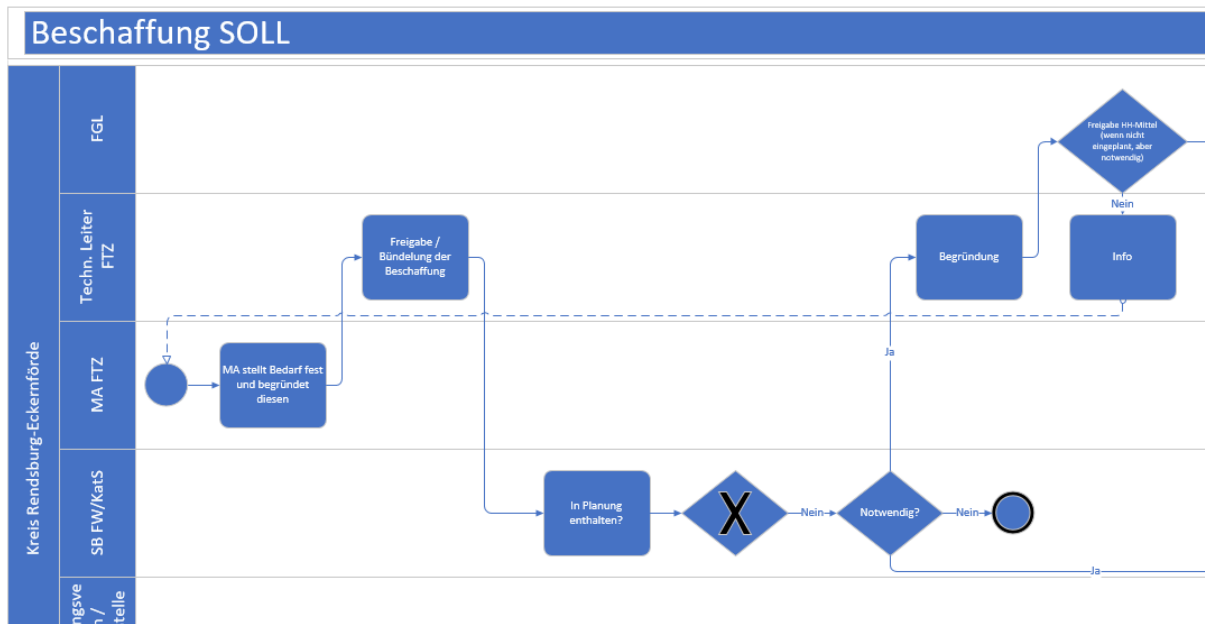 Beschaffung SOLL
Kreis Rendsburg-Eckernförde
FGL
Freigabe HH-Mittel
(wenn nicht
eingeplant, aber
notwendig)
Nein
Techn. Leiter
FTZ
Freigabe /
Bündelung der
Beschaffung
Begründung
Info
MA FTZ
MA stellt Bedarf fest
und begründet
diesen
Ja
SB FW/KatS
In Planung
enthalten?
X
Nein
Notwendig?
Nein
Ja
ngsve
n /
telle